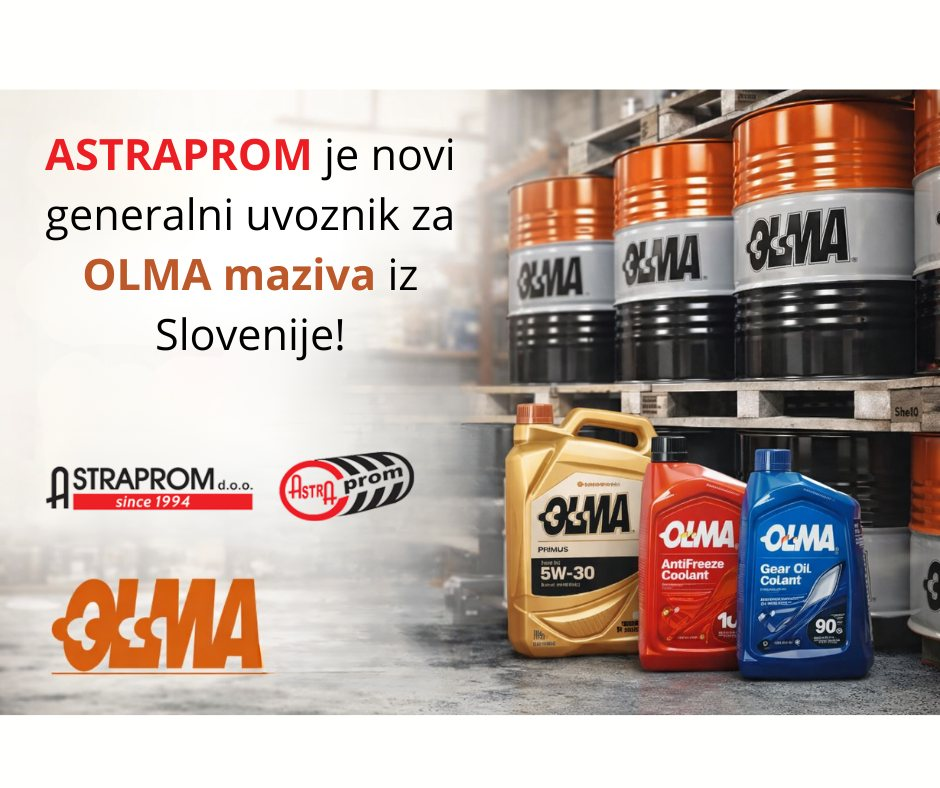 ASTRAPROM je novi
generalni uvoznik za
OLMA maziva iz
Slovenije!
ASTRAPROM d.o.o.
since 1994
ASTRA prom
OLMA
OLMA
OLMA
OLMA
OLMA
PRIMUS
5W-30
OLMA
AntiFreeze
Coolant
10
OLMA
Gear Oil
Colant
90